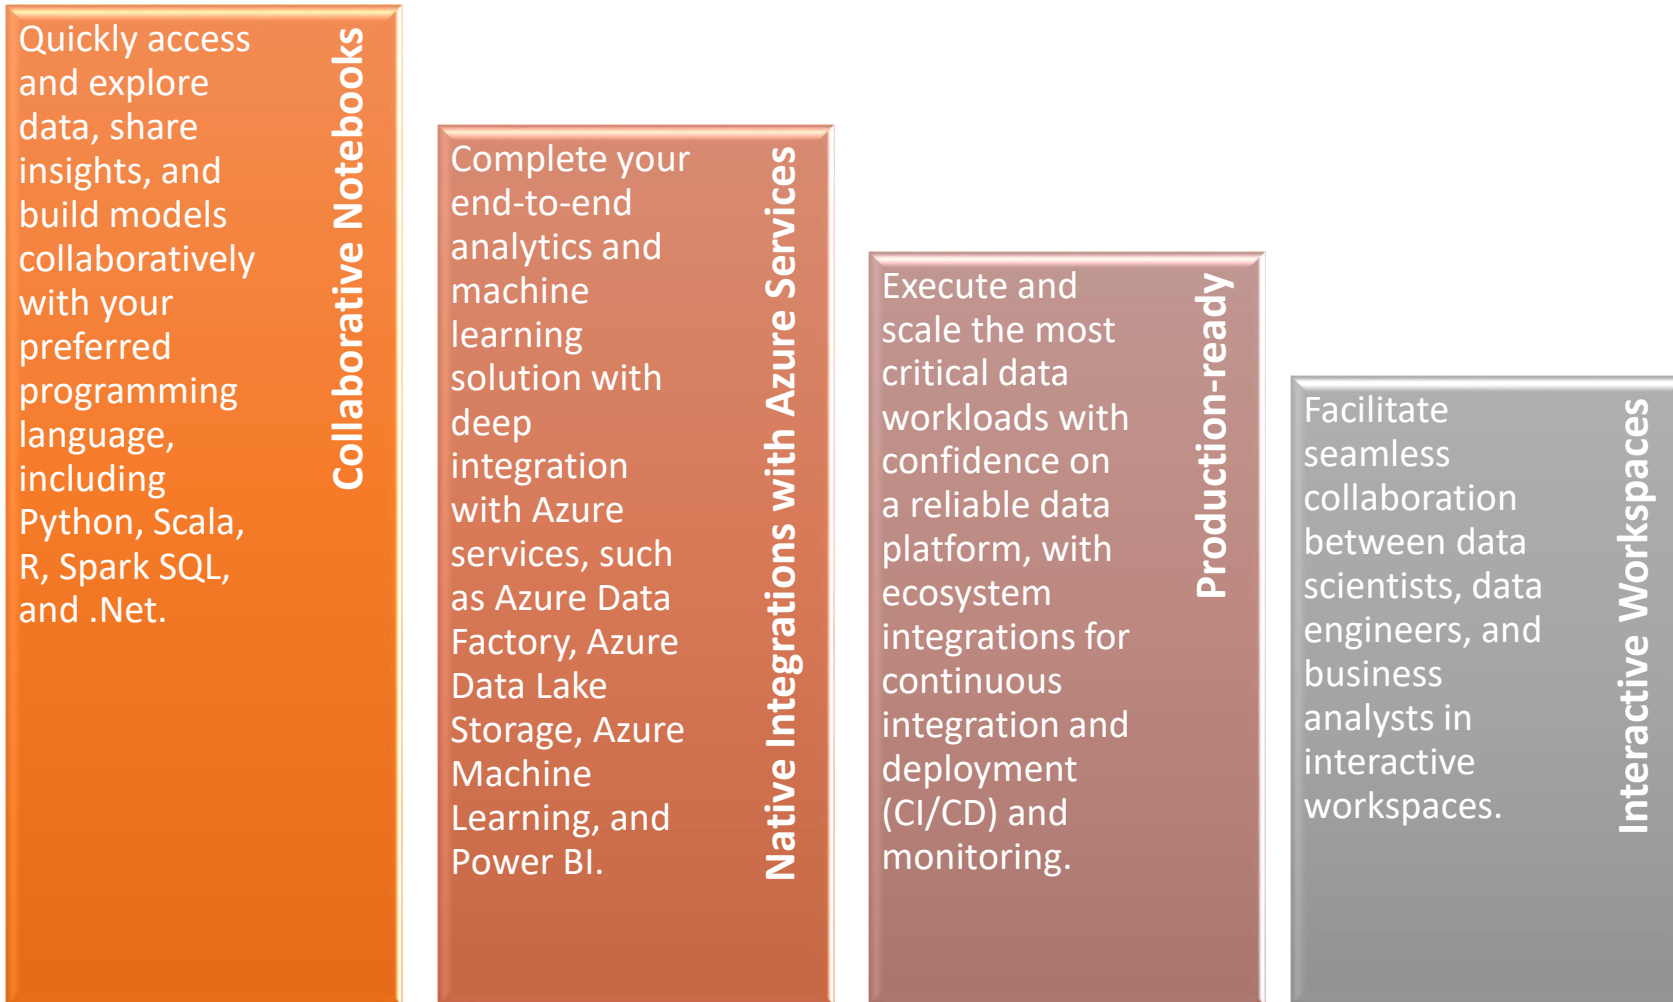 Quickly access
and explore
data, share
insights, and
build models
collaboratively
with your
preferred
programming
language,
including
Python, Scala,
R, Spark SQL,
and .Net.
Collaborative Notebooks
Complete your
end-to-end
analytics and
machine
learning
solution with
deep
integration
with Azure
services, such
as Azure Data
Factory, Azure
Data Lake
Storage, Azure
Machine
Learning, and
Power BI.
Native Integrations with Azure Services
Execute and
scale the most
critical data
workloads with
confidence on
a reliable data
platform, with
ecosystem
integrations for
continuous
integration and
deployment
(CI/CD) and
monitoring.
Production-ready
Facilitate
seamless
collaboration
between data
scientists, data
engineers, and
business
analysts in
interactive
workspaces.
Interactive Workspaces